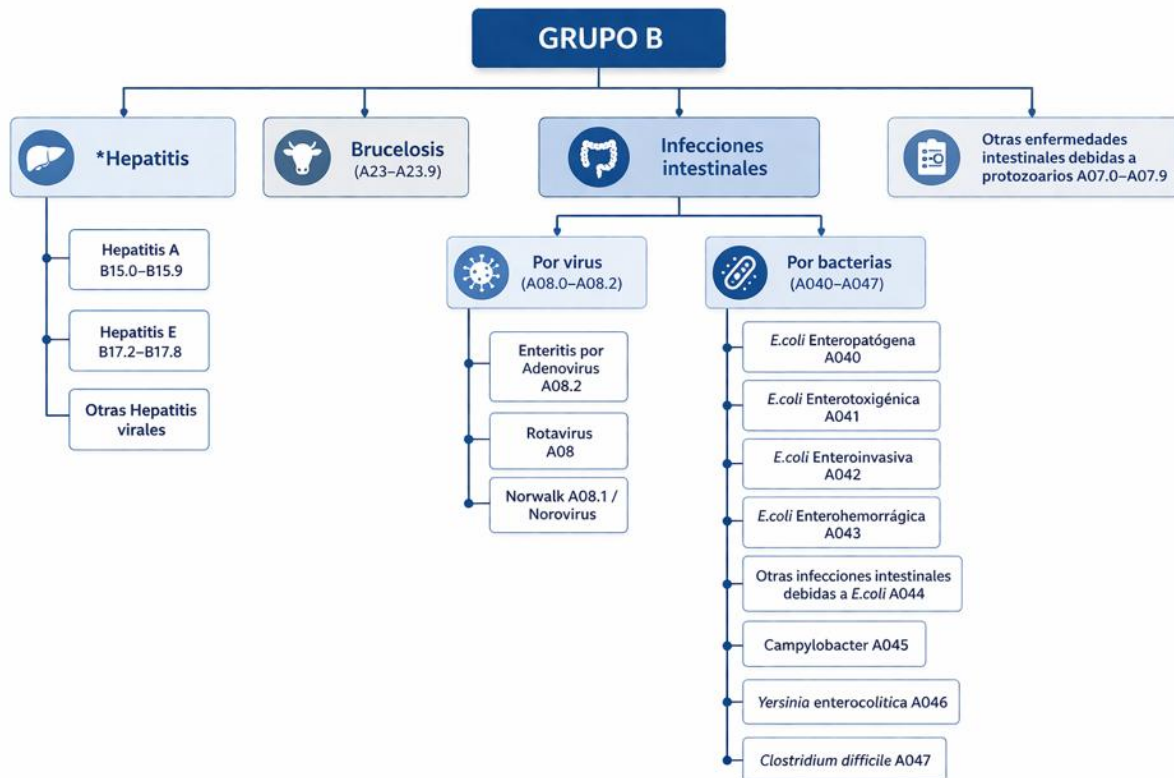 GRUPO B
*Hepatitis
Brucelosis
(A23–A23.9)
Infecciones
intestinales
Otras enfermedades
intestinales debidas a
protozoarios A07.0–A07.9
Hepatitis A
B15.0–B15.9
Hepatitis E
B17.2–B17.8
Otras Hepatitis
virales
Por virus
(A08.0–A08.2)
Enteritis por
Adenovirus
A08.2
Rotavirus
A08
Norwalk A08.1 /
Norovirus
Por bacterias
(A040–A047)
E.coli Enteropatógena
A040
E.coli Enterotoxigénica
A041
E.coli Enteroinvasiva
A042
E.coli Enterohemorrágica
A043
Otras infecciones intestinales
debidas a E.coli A044
Campylobacter A045
Yersinia enterocolitica A046
Clostridium difficile A047